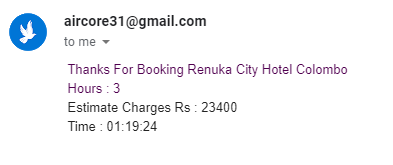 aircore31@gmail.com
to me
Thanks For Booking Renuka City Hotel Colombo
Hours : 3
Estimate Charges Rs : 23400
Time : 01:19:24